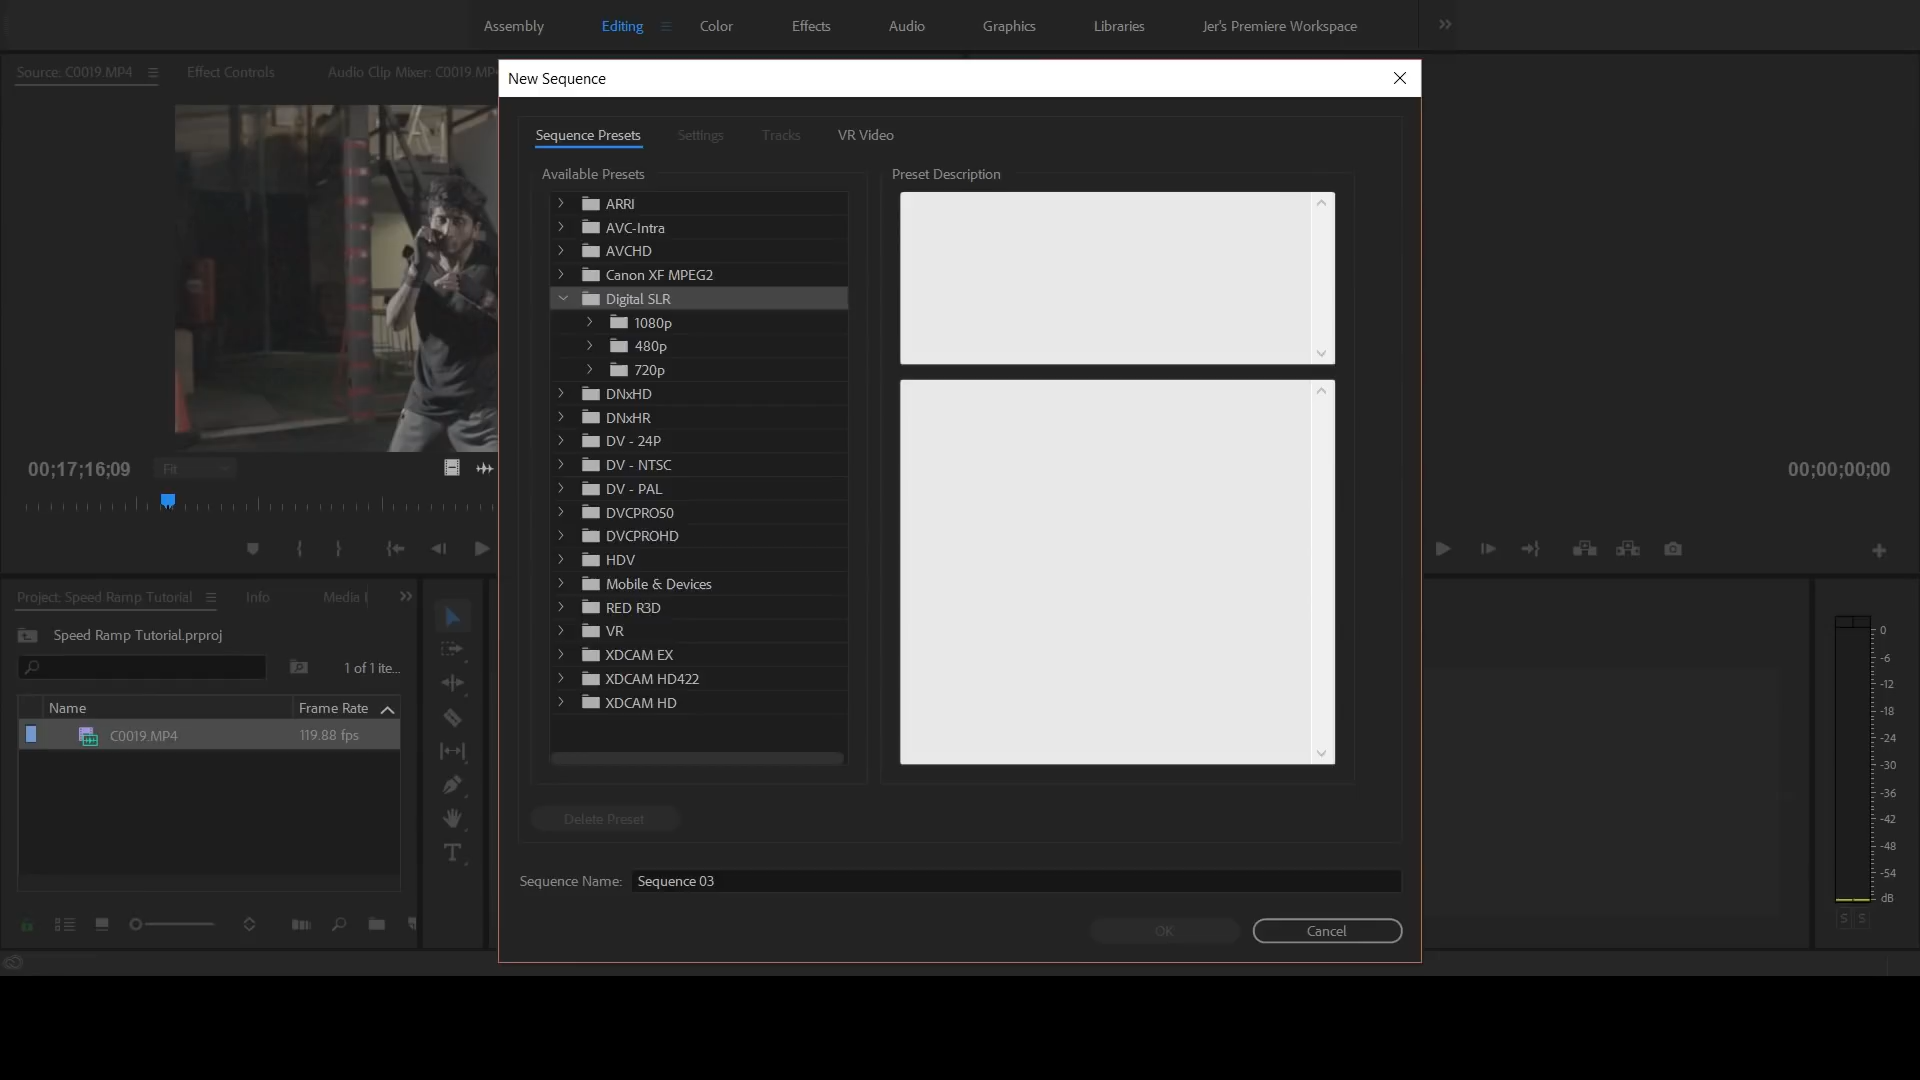 Assembly Editing Color Effects Audio Graphics Libraries Jer's Premiere Workspace
Source: C0019.MP4 Effect Controls Audio Clip Mixer: C0019
New Sequence
Sequence Presets Settings Tracks VR Video
Available Presets
ARRI
AVC-Intra
AVCHD
Canon XF MPEG2
Digital SLR
1080p
480p
720p
DNxHD
DNxHR
DV - 24P
DV - NTSC
DV - PAL
DVCPRO50
DVCPROHD
HDV
Mobile & Devices
RED R3D
VR
XDCAM EX
XDCAM HD422
XDCAM HD
Preset Description
Delete Preset
Sequence Name: Sequence 03
OK Cancel
00;17;16;09 Fit
00;00;00;00
Project: Speed Ramp Tutorial Info Media
Speed Ramp Tutorial.prproj
1 of 1 ite...
Name Frame Rate
C0019.MP4 119.88 fps
T
0
-6
-12
-18
-24
-30
-36
-42
-48
-54
dB
S S